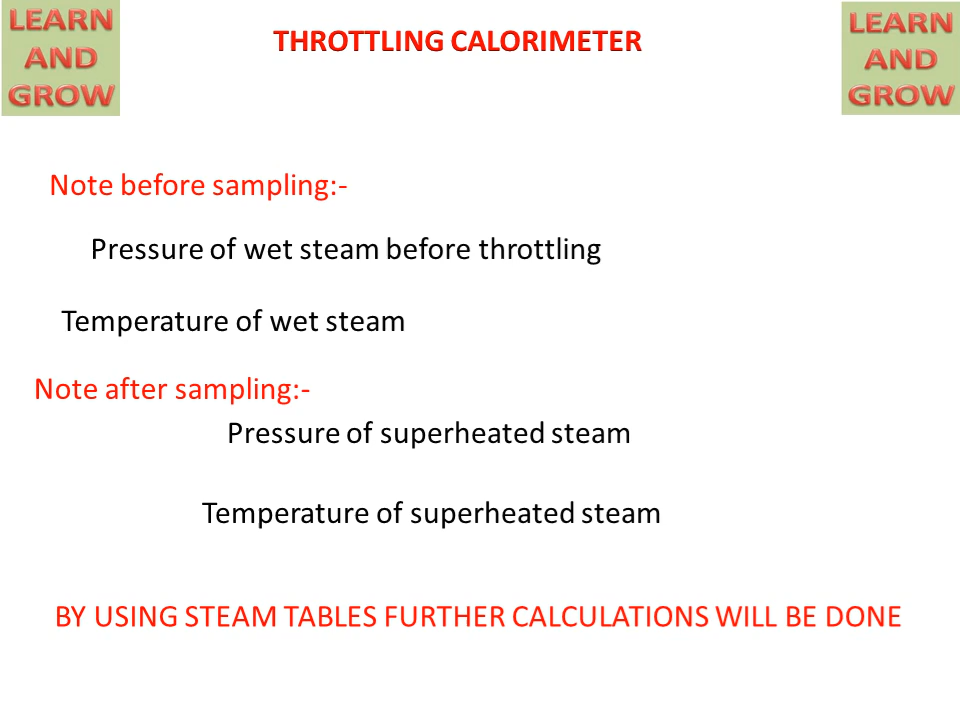 LEARN
AND
GROW
THROTTLING CALORIMETER
LEARN
AND
GROW
Note before sampling:-
Pressure of wet steam before throttling
Temperature of wet steam
Note after sampling:-
Pressure of superheated steam
Temperature of superheated steam
BY USING STEAM TABLES FURTHER CALCULATIONS WILL BE DONE